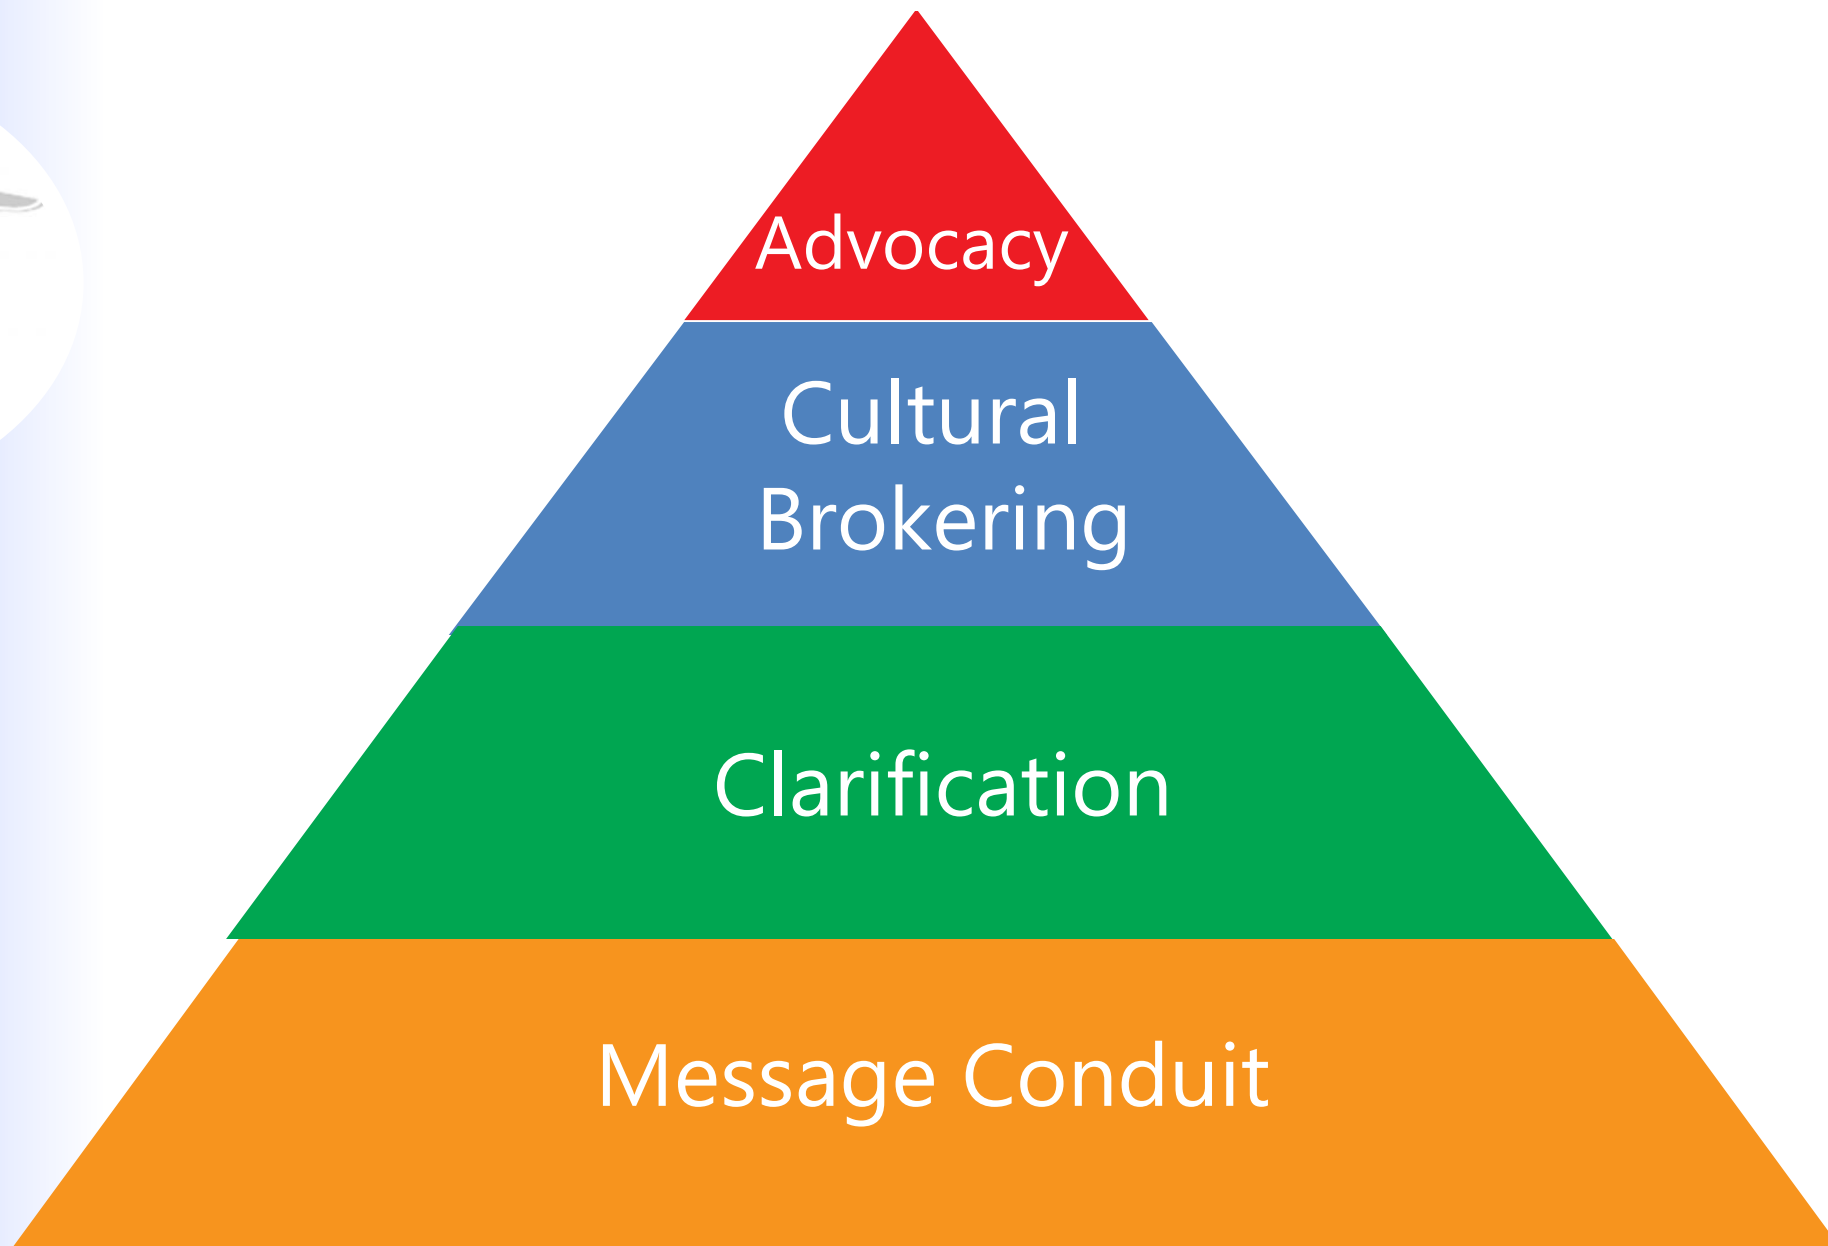 Advocacy
Cultural
Brokering
Clarification
Message Conduit